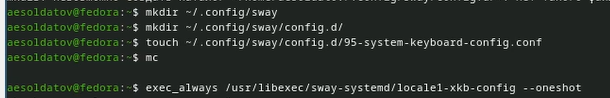 aesoldatov@fedora:~$ mkdir ~/.config/sway
aesoldatov@fedora:~$ mkdir ~/.config/sway/config.d/
aesoldatov@fedora:~$ touch ~/.config/sway/config.d/95-system-keyboard-config.conf
aesoldatov@fedora:~$ mc
aesoldatov@fedora:~$ exec_always /usr/libexec/sway-systemd/locale1-xkb-config --oneshot